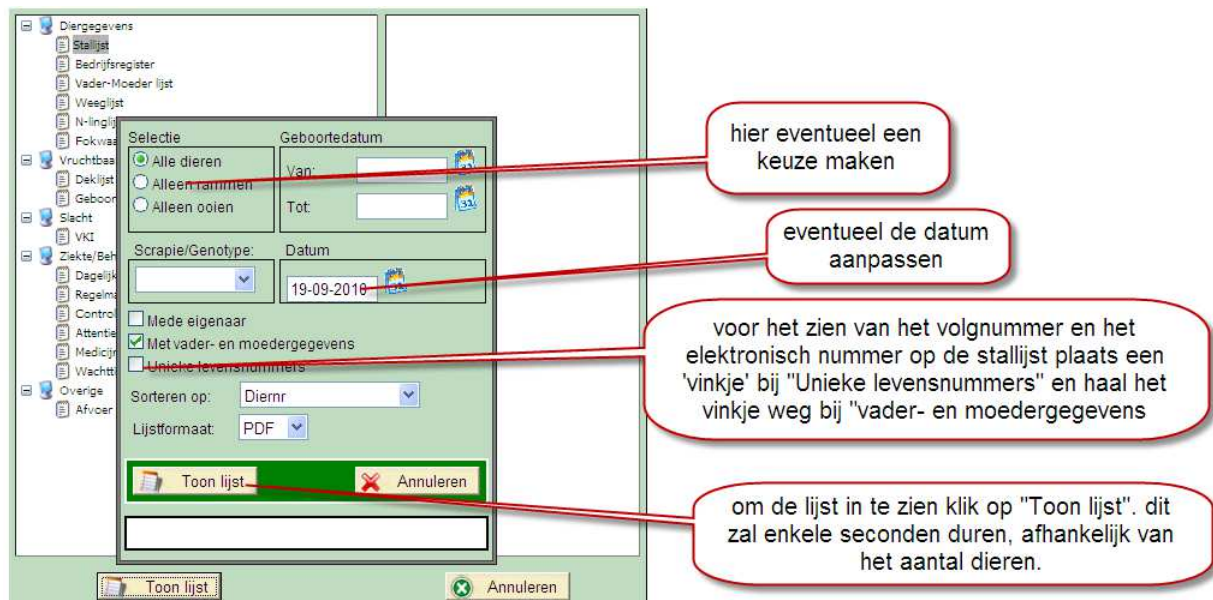 Diergegevens
Stallijst
Bedrijfsregister
Vader-Moeder lijst
Weeglijst
N-lingli
Fokwaa
Vruchtbaa
Deklijst
Geboor
Slacht
VKI
Ziekte/Beh
Dagelijk
Regelma
Control
Attentie
Medicijn
Wachtti
Overige
Afvoer
Selectie
Geboortedatum
Alle dieren
Alleen rammen
Alleen ooien
Van:
Tot:
Scrapie/Genotype:
Datum
19-09-2010
Mede eigenaar
Met vader- en moedergegevens
Unieke levensnummers
Sorteren op: Diernr
Lijstformaat: PDF
Toon lijst
Annuleren
Toon lijst
Annuleren
hier eventueel een
keuze maken
eventueel de datum
aanpassen
voor het zien van het volgnummer en het
elektronisch nummer op de stallijst plaats een
'vinkje' bij "Unieke levensnummers" en haal het
vinkje weg bij "vader- en moedergegevens
om de lijst in te zien klik op "Toon lijst". dit
zal enkele seconden duren, afhankelijk van
het aantal dieren.